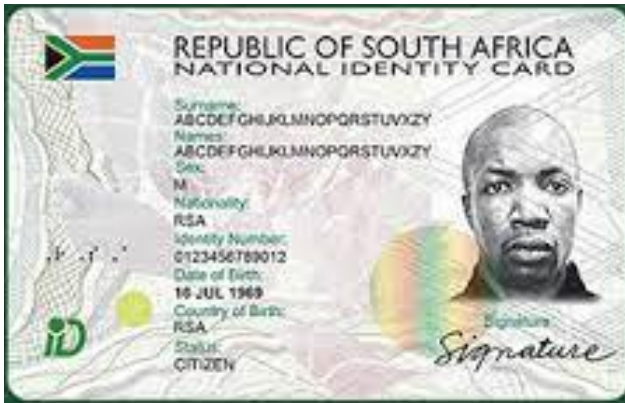 REPUBLIC OF SOUTH AFRICA
NATIONAL IDENTITY CARD
Surname:
ABCDEFGHIJKLMNOPQRSTUVXZY
Names:
ABCDEFGHIJKLMNOPQRSTUVXZY
Sex:
M
Nationality:
RSA
Identity Number:
0123456789012
Date of Birth:
16 JUL 1969
Country of Birth:
RSA
Status:
CITIZEN
iD
Signature
Signature